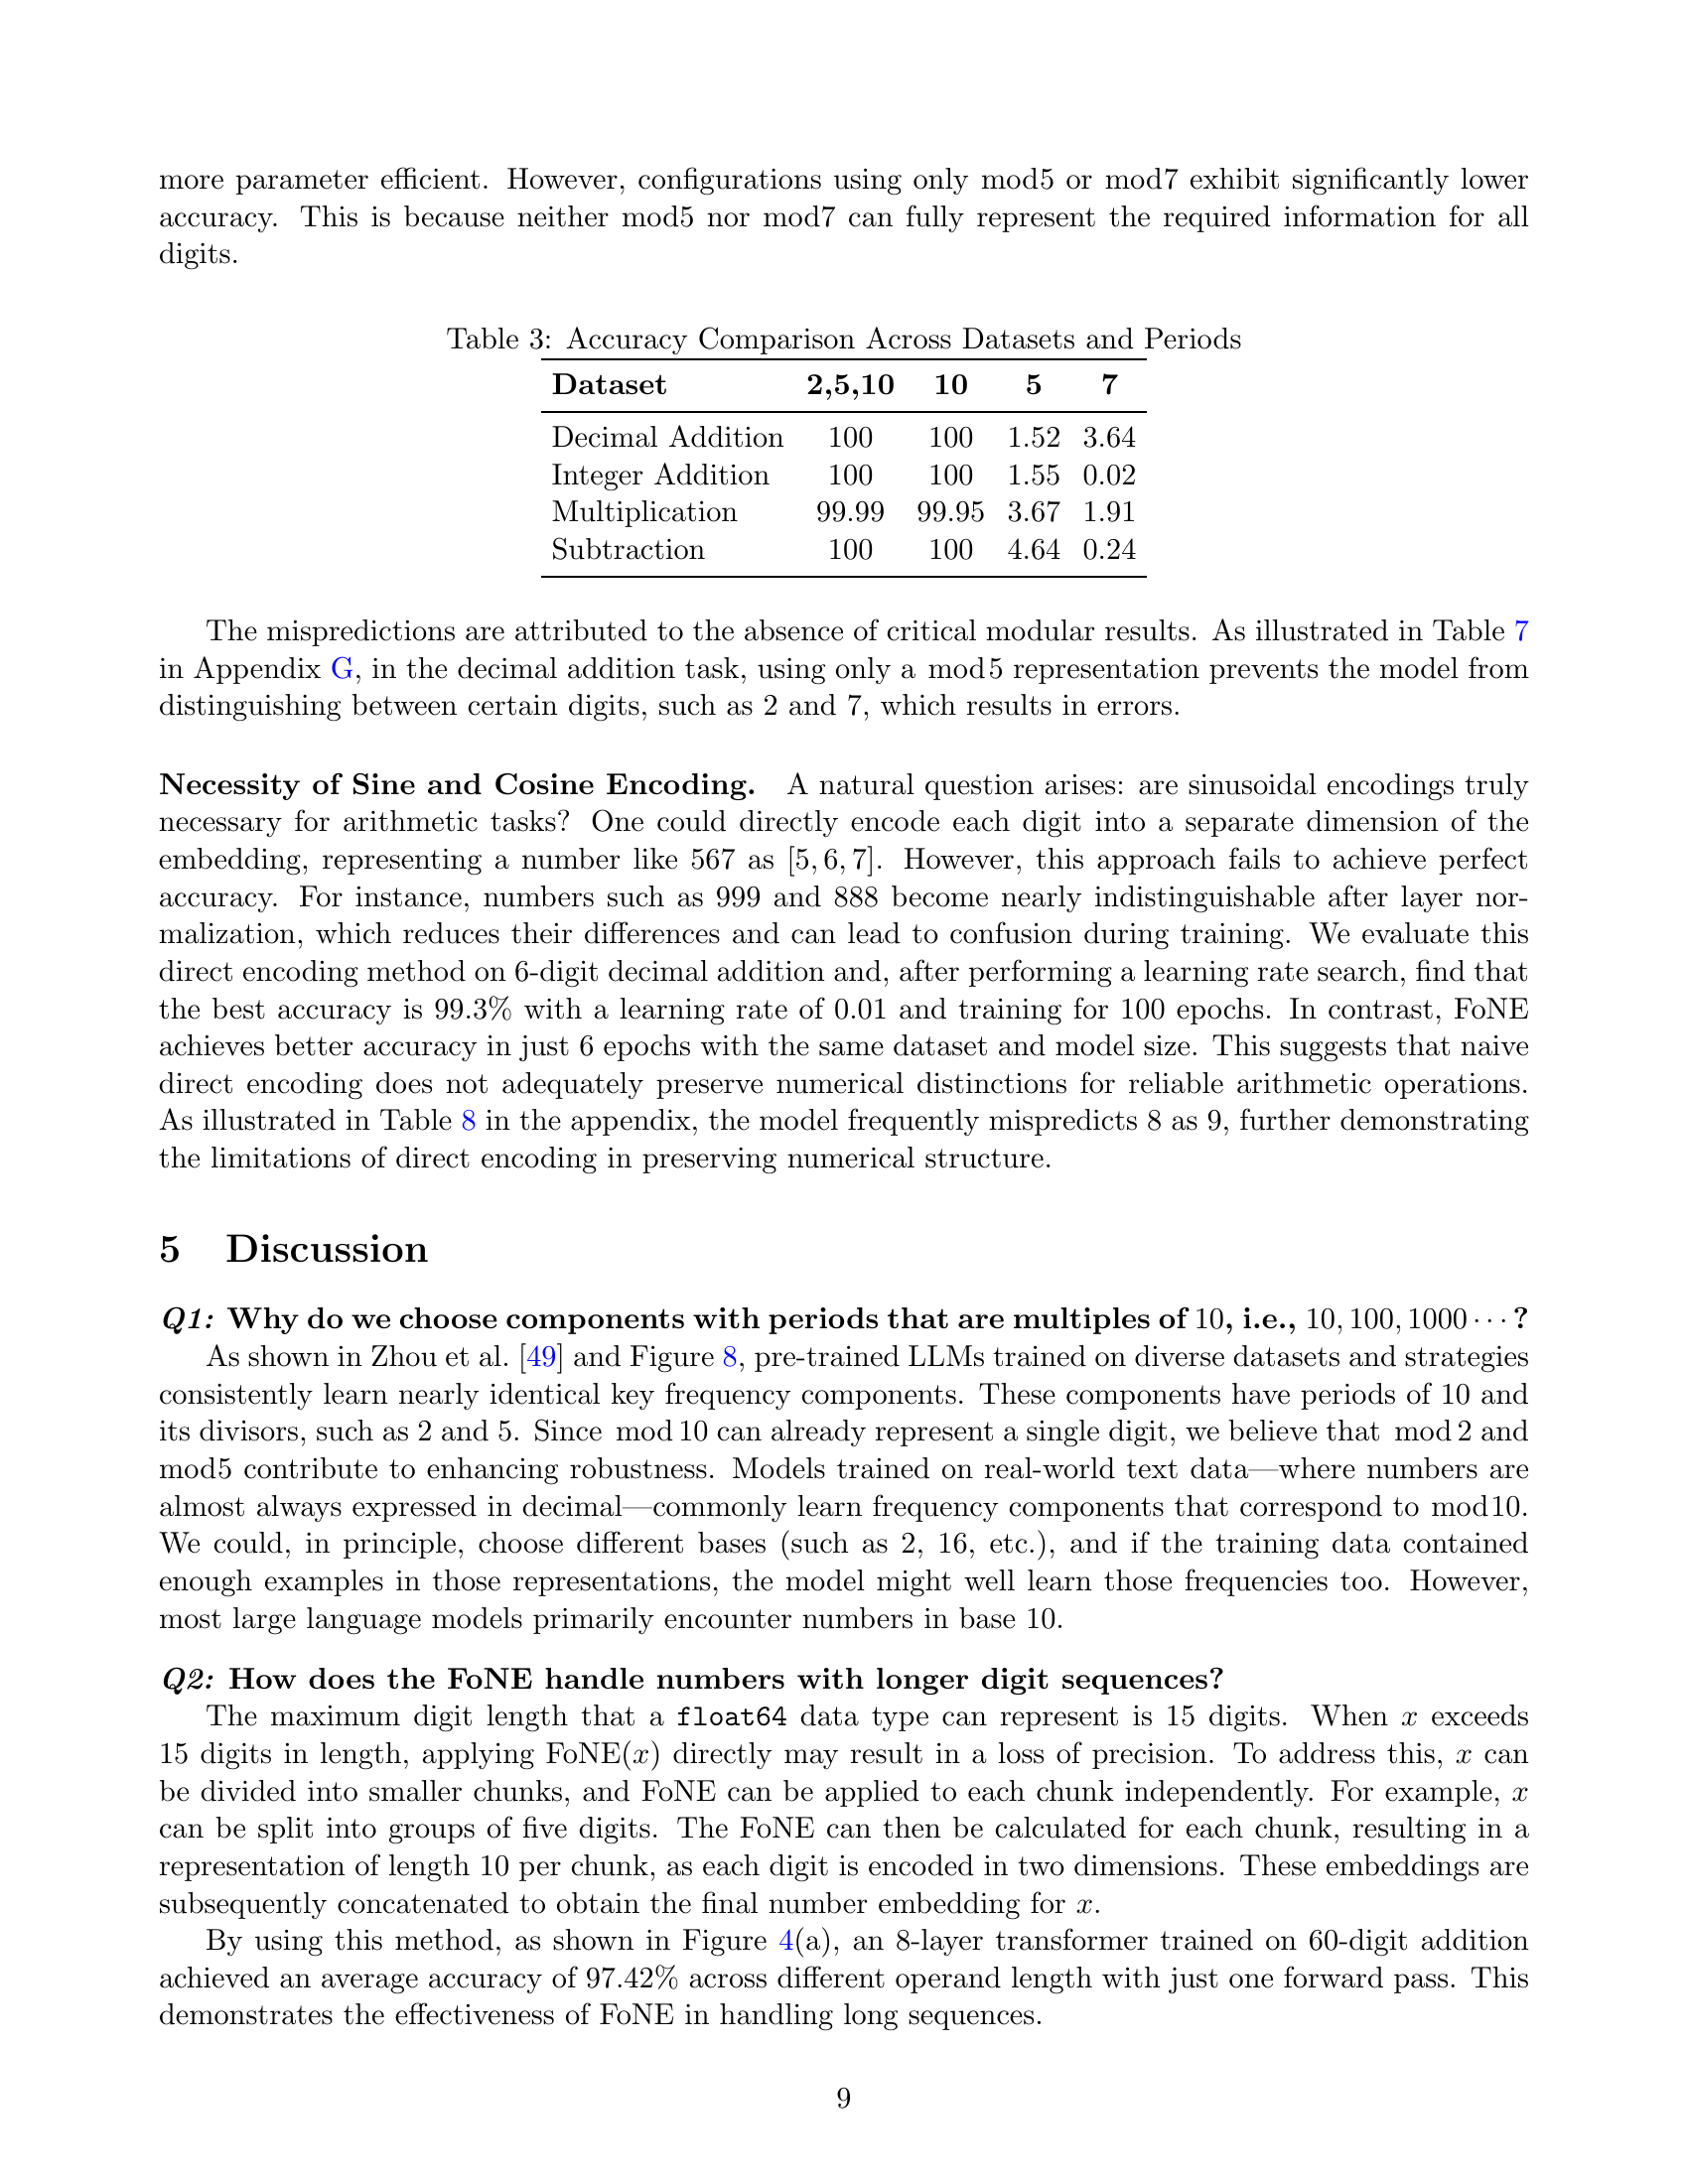 more parameter efficient. However, configurations using only mod5 or mod7 exhibit significantly lower
accuracy. This is because neither mod5 nor mod7 can fully represent the required information for all
digits.
Table 3: Accuracy Comparison Across Datasets and Periods
Dataset 2,5,10 10 5 7
Decimal Addition 100 100 1.52 3.64
Integer Addition 100 100 1.55 0.02
Multiplication 99.99 99.95 3.67 1.91
Subtraction 100 100 4.64 0.24
The mispredictions are attributed to the absence of critical modular results. As illustrated in Table 7
in Appendix G, in the decimal addition task, using only a mod 5 representation prevents the model from
distinguishing between certain digits, such as 2 and 7, which results in errors.
Necessity of Sine and Cosine Encoding. A natural question arises: are sinusoidal encodings truly
necessary for arithmetic tasks? One could directly encode each digit into a separate dimension of the
embedding, representing a number like 567 as [5, 6, 7]. However, this approach fails to achieve perfect
accuracy. For instance, numbers such as 999 and 888 become nearly indistinguishable after layer nor-
malization, which reduces their differences and can lead to confusion during training. We evaluate this
direct encoding method on 6-digit decimal addition and, after performing a learning rate search, find that
the best accuracy is 99.3% with a learning rate of 0.01 and training for 100 epochs. In contrast, FoNE
achieves better accuracy in just 6 epochs with the same dataset and model size. This suggests that naive
direct encoding does not adequately preserve numerical distinctions for reliable arithmetic operations.
As illustrated in Table 8 in the appendix, the model frequently mispredicts 8 as 9, further demonstrating
the limitations of direct encoding in preserving numerical structure.
5 Discussion
Q1: Why do we choose components with periods that are multiples of 10, i.e., 10, 100, 1000 ··· ?
As shown in Zhou et al. [49] and Figure 8, pre-trained LLMs trained on diverse datasets and strategies
consistently learn nearly identical key frequency components. These components have periods of 10 and
its divisors, such as 2 and 5. Since mod 10 can already represent a single digit, we believe that mod 2 and
mod5 contribute to enhancing robustness. Models trained on real-world text data—where numbers are
almost always expressed in decimal—commonly learn frequency components that correspond to mod10.
We could, in principle, choose different bases (such as 2, 16, etc.), and if the training data contained
enough examples in those representations, the model might well learn those frequencies too. However,
most large language models primarily encounter numbers in base 10.
Q2: How does the FoNE handle numbers with longer digit sequences?
The maximum digit length that a float64 data type can represent is 15 digits. When x exceeds
15 digits in length, applying FoNE(x) directly may result in a loss of precision. To address this, x can
be divided into smaller chunks, and FoNE can be applied to each chunk independently. For example, x
can be split into groups of five digits. The FoNE can then be calculated for each chunk, resulting in a
representation of length 10 per chunk, as each digit is encoded in two dimensions. These embeddings are
subsequently concatenated to obtain the final number embedding for x.
By using this method, as shown in Figure 4(a), an 8-layer transformer trained on 60-digit addition
achieved an average accuracy of 97.42% across different operand length with just one forward pass. This
demonstrates the effectiveness of FoNE in handling long sequences.
9